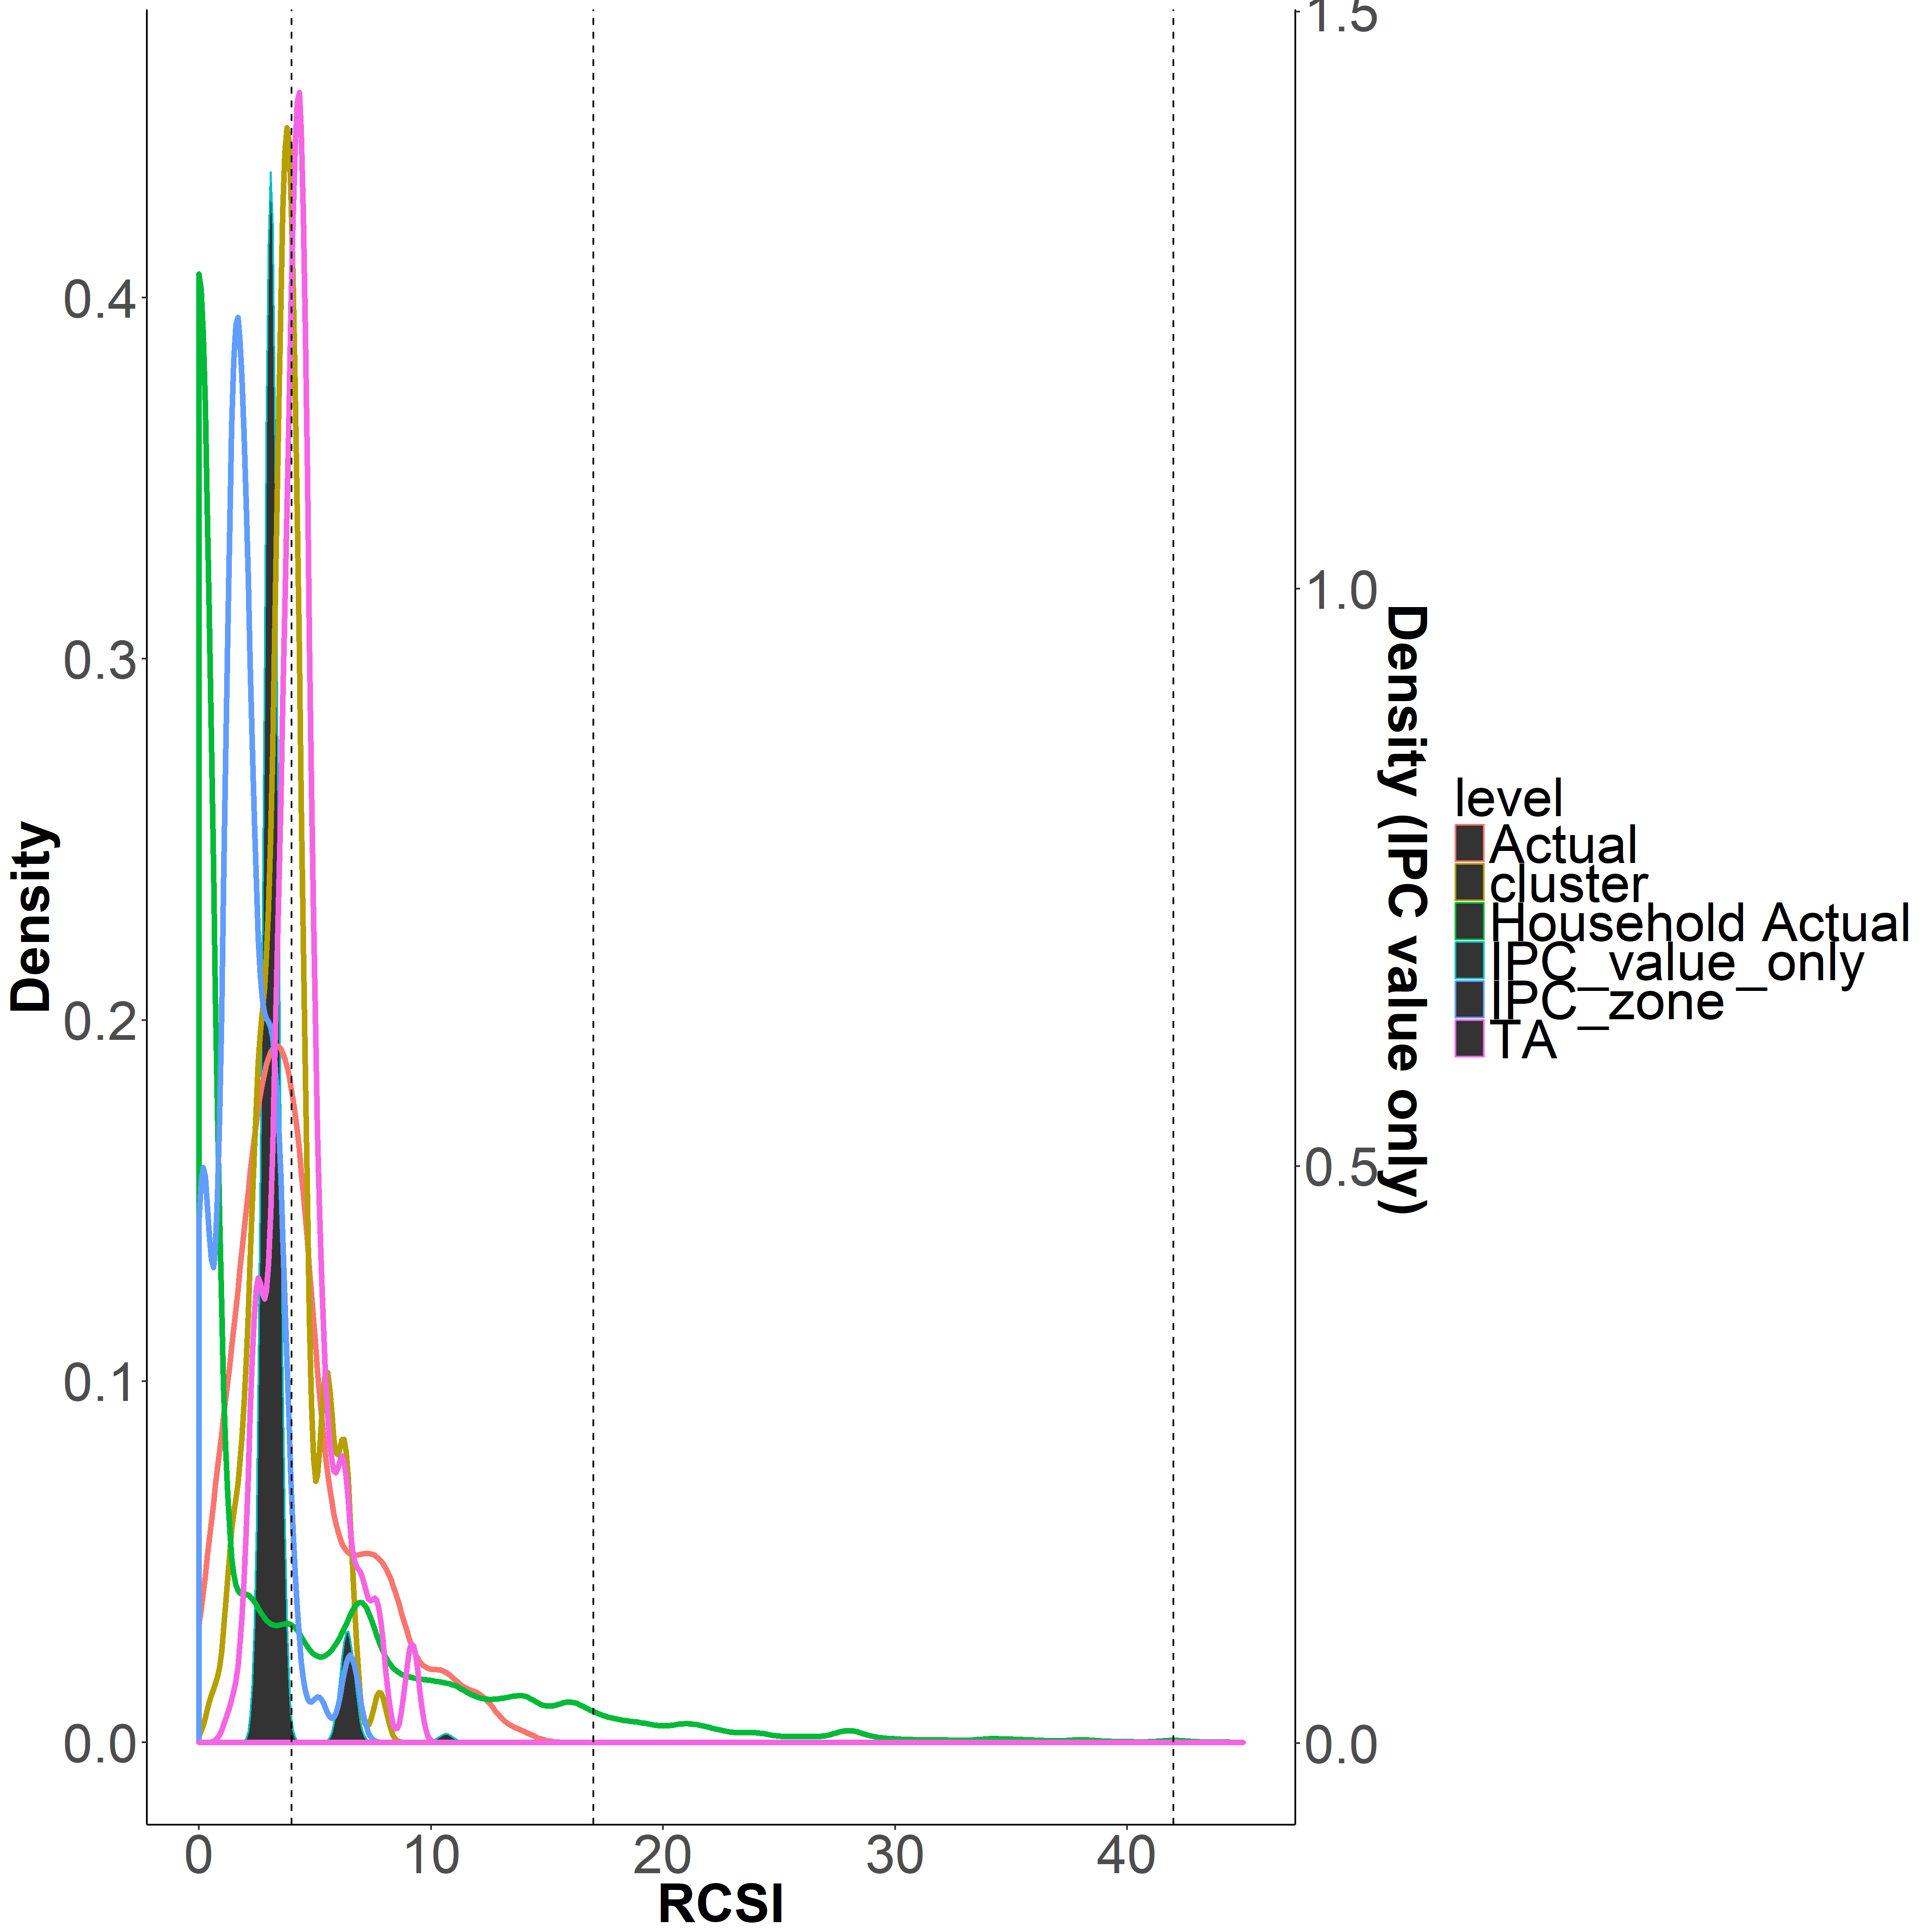 1.5
0.4
0.3
0.2
0.1
0.0
Density
1.0
0.5
0.0
Density (IPC value only)
0
10
20
30
40
RCSI
level
Actual
cluster
Household Actual
IPC_value_only
IPC_zone
TA